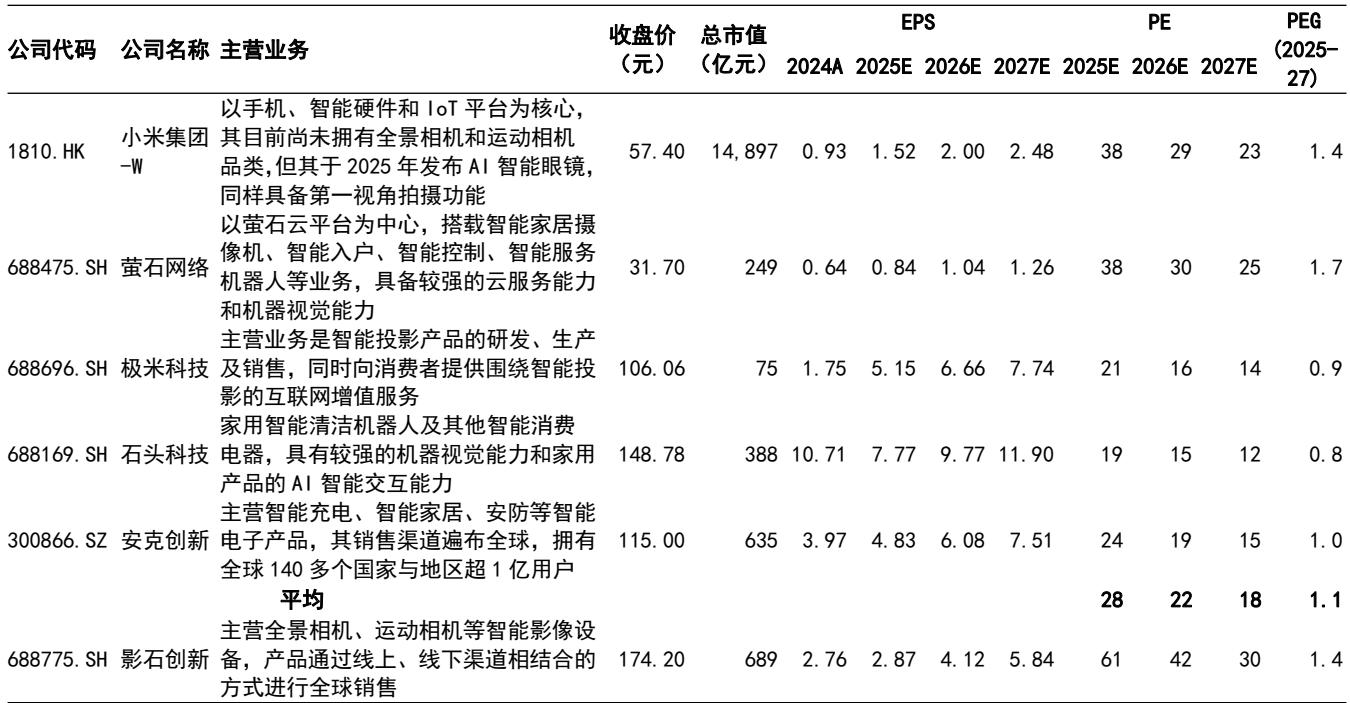 公司代码 公司名称 主营业务 收盘价（元） 总市值（亿元） EPS PE PEG (2025-27)
2024A 2025E 2026E 2027E 2025E 2026E 2027E
以手机、智能硬件和 IoT 平台为核心，
1810.HK 小米集团-W 其目前尚未拥有全景相机和运动相机
品类，但其于 2025 年发布 AI 智能眼镜， 57.40 14,897 0.93 1.52 2.00 2.48 38 29 23 1.4
同样具备第一视角拍摄功能
以萤石云平台为中心，搭载智能家居摄
688475.SH 萤石网络 像机、智能入户、智能控制、智能服务 31.70 249 0.64 0.84 1.04 1.26 38 30 25 1.7
机器人等业务，具备较强的云服务能力
和机器视觉能力
主营业务是智能投影产品的研发、生产
688696.SH 极米科技 及销售，同时向消费者提供围绕智能投 106.06 75 1.75 5.15 6.66 7.74 21 16 14 0.9
影的互联网增值服务
家用智能清洁机器人及其他智能消费
688169.SH 石头科技 电器，具有较强的机器视觉能力和家用 148.78 388 10.71 7.77 9.77 11.90 19 15 12 0.8
产品的 AI 智能交互能力
主营智能充电、智能家居、安防等智能
300866.SZ 安克创新 电子产品，其销售渠道遍布全球，拥有 115.00 635 3.97 4.83 6.08 7.51 24 19 15 1.0
全球 140 多个国家与地区超 1 亿用户
平均 28 22 18 1.1
主营全景相机、运动相机等智能影像设
688775.SH 影石创新 备，产品通过线上、线下渠道相结合的 174.20 689 2.76 2.87 4.12 5.84 61 42 30 1.4
方式进行全球销售